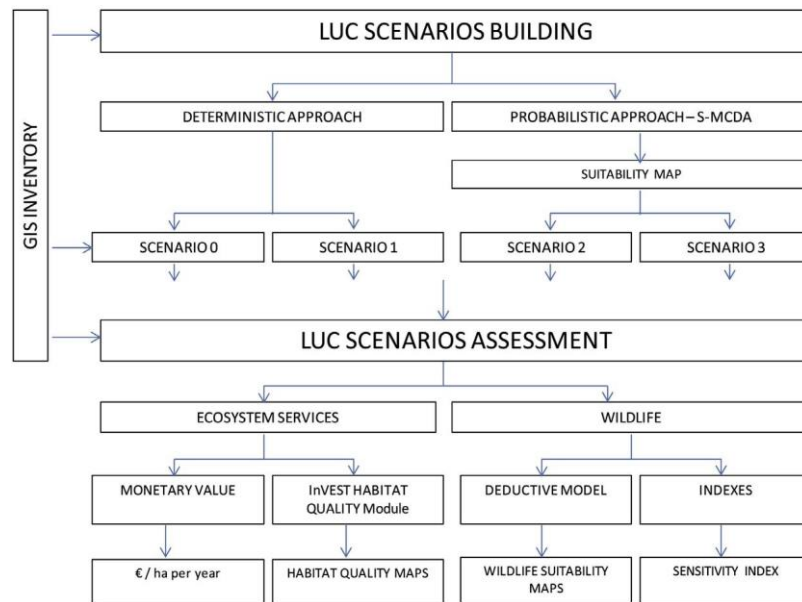 GIS INVENTORY
LUC SCENARIOS BUILDING
DETERMINISTIC APPROACH
PROBABILISTIC APPROACH – S-MCDA
SUITABILITY MAP
SCENARIO 0
SCENARIO 1
SCENARIO 2
SCENARIO 3
LUC SCENARIOS ASSESSMENT
ECOSYSTEM SERVICES
WILDLIFE
MONETARY VALUE
InVEST HABITAT
QUALITY Module
DEDUCTIVE MODEL
INDEXES
€ / ha per year
HABITAT QUALITY MAPS
WILDLIFE SUITABILITY
MAPS
SENSITIVITY INDEX